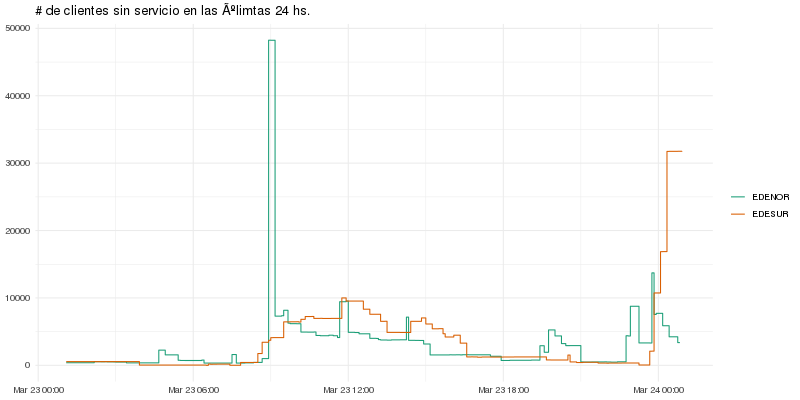 # de clientes sin servicio en las Ãºlimtas 24 hs.
50000
40000
30000
20000
10000
0
Mar 23 00:00
Mar 23 06:00
Mar 23 12:00
Mar 23 18:00
Mar 24 00:00
EDENOR
EDESUR